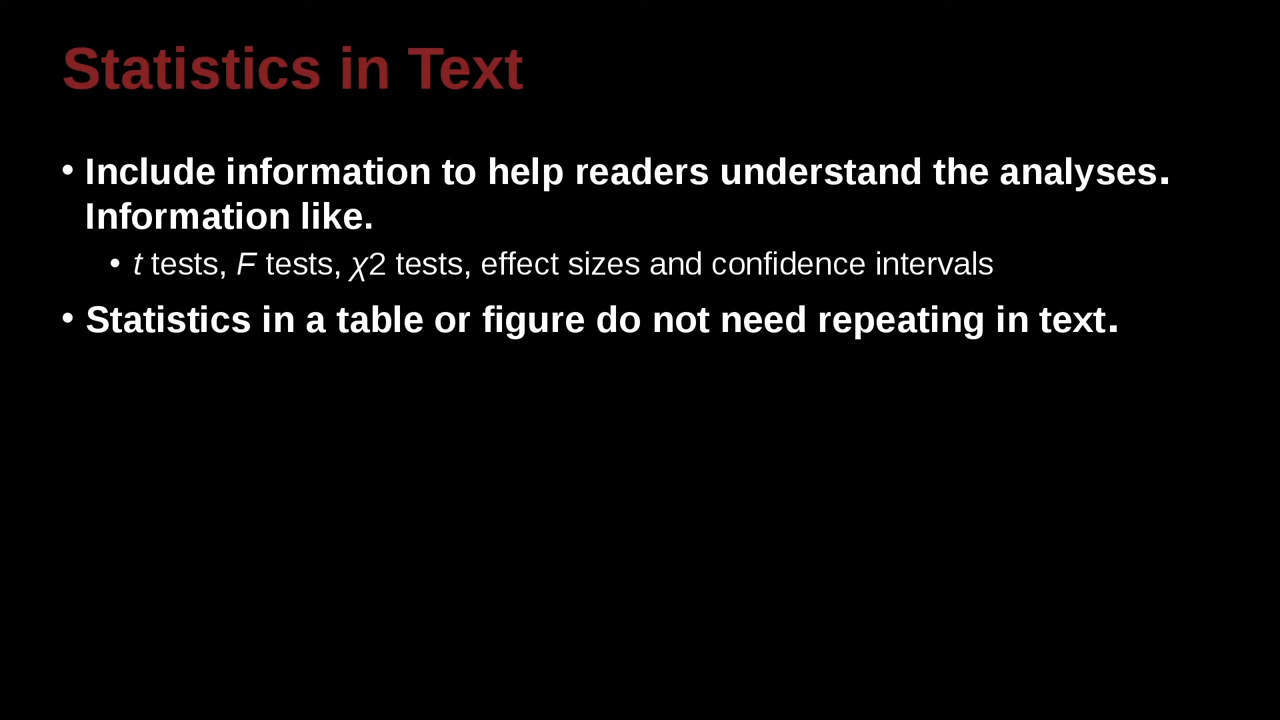 Statistics in Text
• Include information to help readers understand the analyses.
Information like.
• t tests, F tests, χ2 tests, effect sizes and confidence intervals
• Statistics in a table or figure do not need repeating in text.